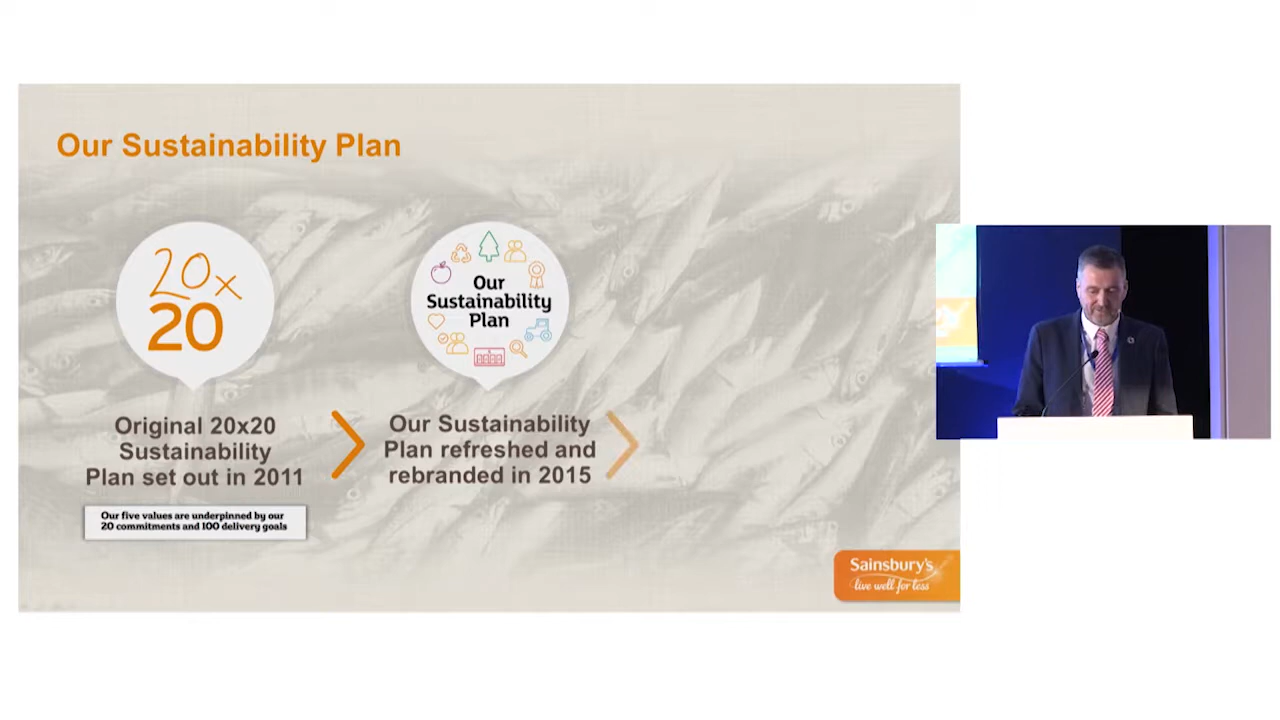 Our Sustainability Plan
20x
20
Original 20x20
Sustainability
Plan set out in 2011
Our five values are underpinned by our
20 commitments and 100 delivery goals
Our
Sustainability
Plan
Our Sustainability
Plan refreshed and
rebranded in 2015
Sainsbury's
live well for less